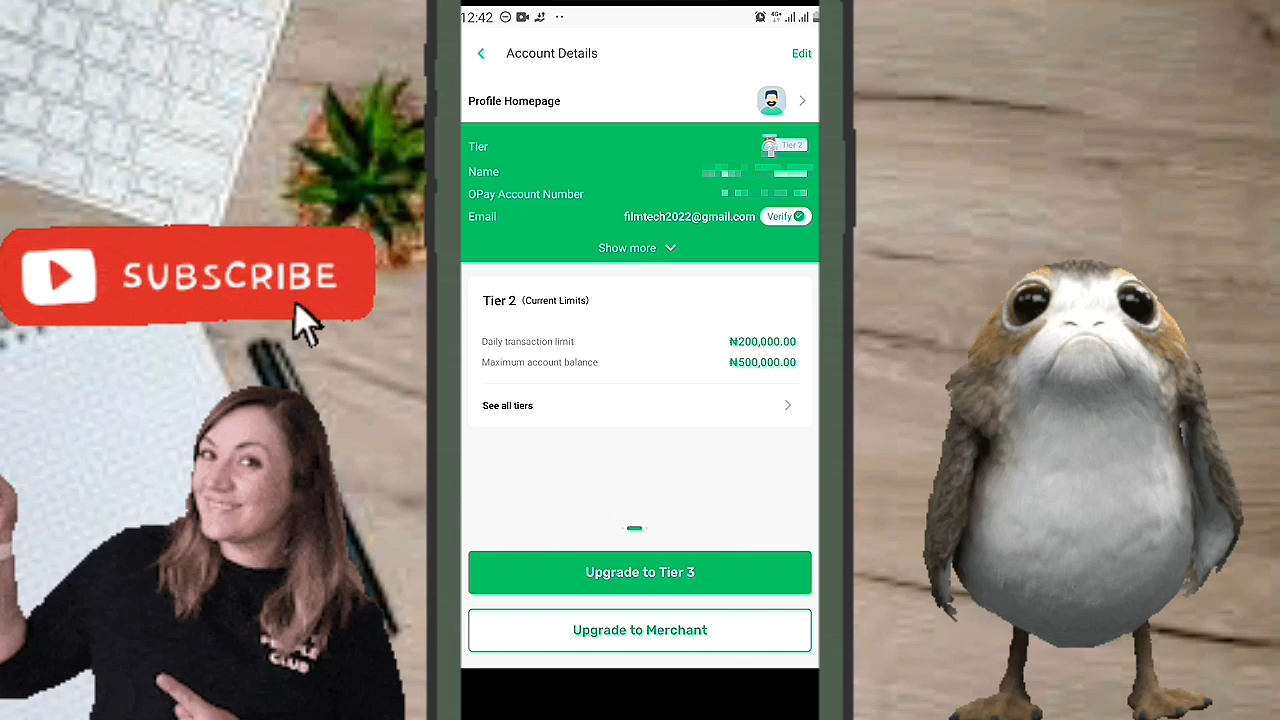 12:42
4G+
Account Details
Edit
Profile Homepage
Tier
Tier 2
Name
OPay Account Number
Email
filmtech2022@gmail.com
Verify
Show more
SUBSCRIBE
Tier 2 (Current Limits)
Daily transaction limit
₦200,000.00
Maximum account balance
₦500,000.00
See all tiers
Upgrade to Tier 3
Upgrade to Merchant
CLUB